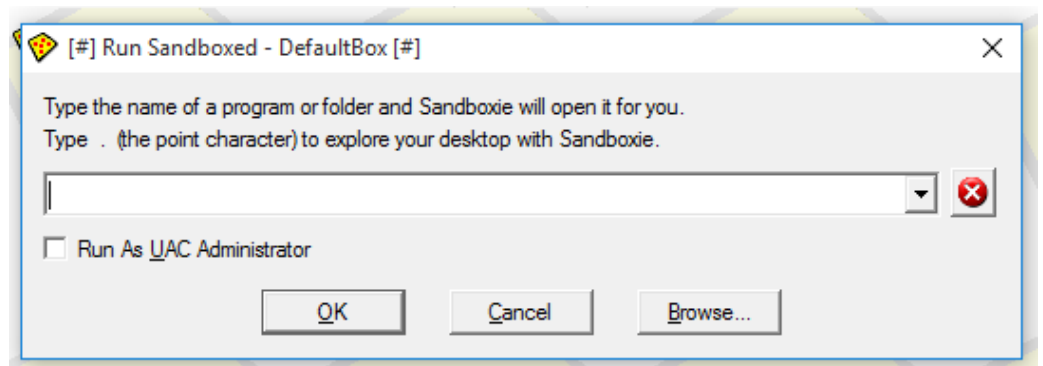 [#] Run Sandboxed - DefaultBox [#]
Type the name of a program or folder and Sandboxie will open it for you.
Type . (the point character) to explore your desktop with Sandboxie.
Run As UAC Administrator
OK Cancel Browse...